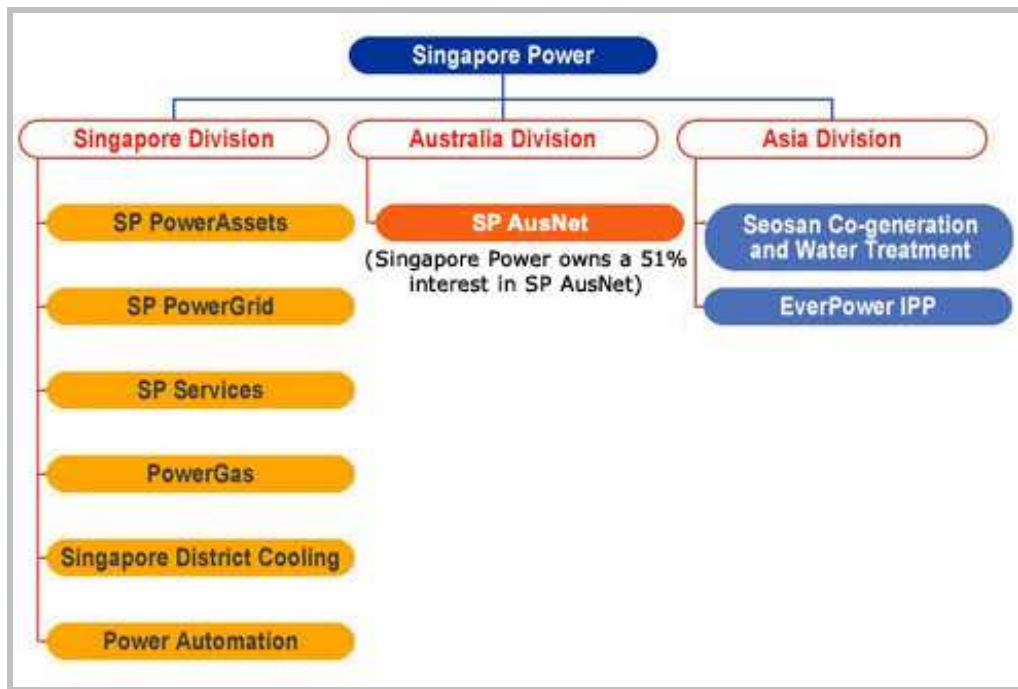 Singapore Power
Singapore Division
Australia Division
Asia Division
SP PowerAssets
SP PowerGrid
SP Services
PowerGas
Singapore District Cooling
Power Automation
SP AusNet
(Singapore Power owns a 51%
interest in SP AusNet)
Seosan Co-generation
and Water Treatment
EverPower IPP